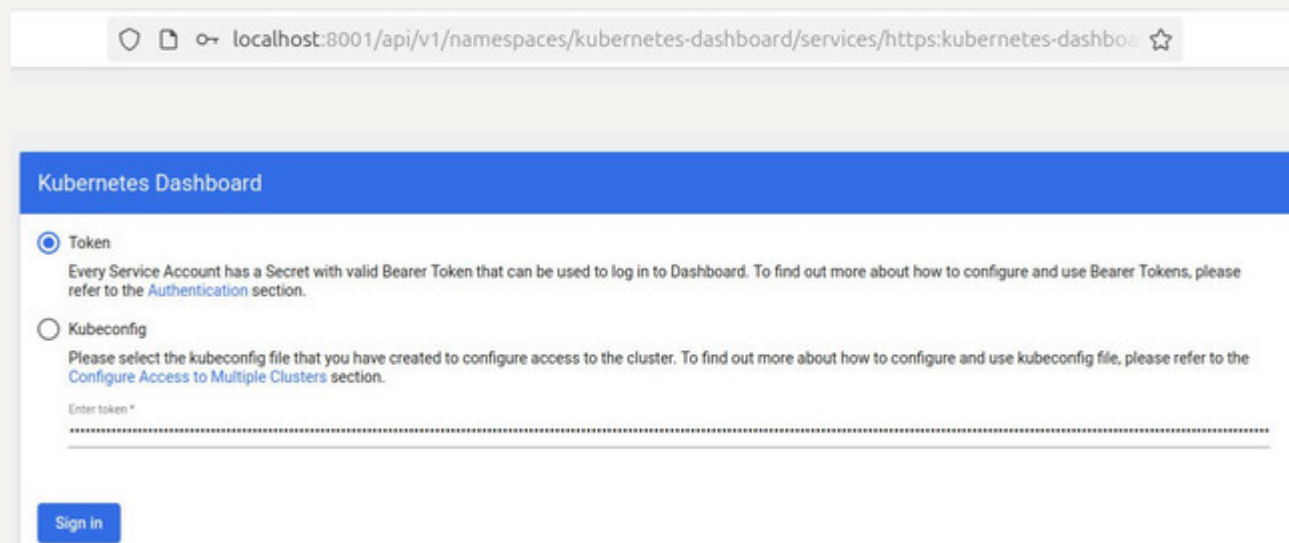 localhost:8001/api/v1/namespaces/kubernetes-dashboard/services/https:kubernetes-dashboa
Kubernetes Dashboard
Token
Every Service Account has a Secret with valid Bearer Token that can be used to log in to Dashboard. To find out more about how to configure and use Bearer Tokens, please
refer to the Authentication section.
Kubeconfig
Please select the kubeconfig file that you have created to configure access to the cluster. To find out more about how to configure and use kubeconfig file, please refer to the
Configure Access to Multiple Clusters section.
Enter token *
Sign in